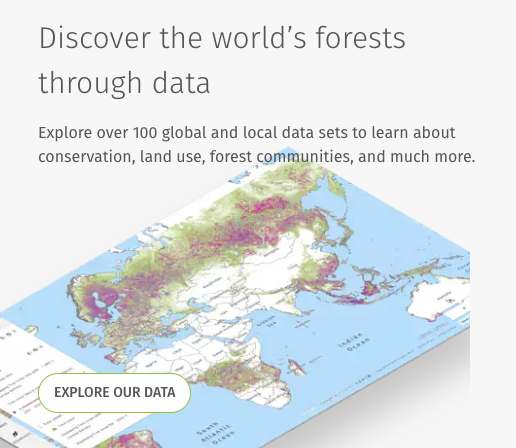 Discover the world's forests
through data
Explore over 100 global and local data sets to learn about
conservation, land use, forest communities, and much more.
Indian
Ocean
South
Atlantic
Ocean
EXPLORE OUR DATA